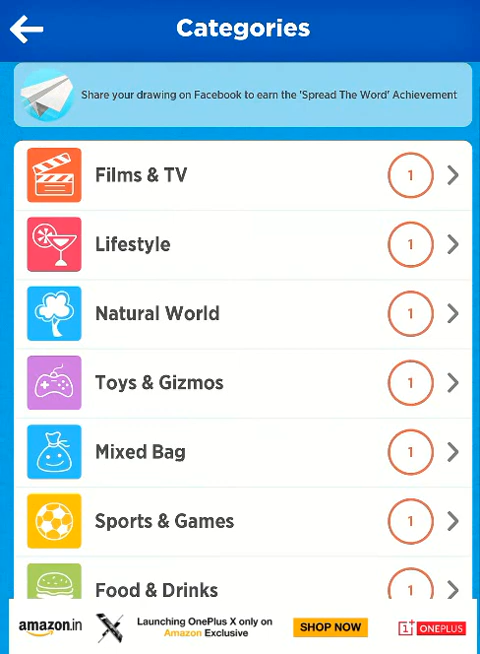 Categories
Share your drawing on Facebook to earn the 'Spread The Word' Achievement
Films & TV 1
Lifestyle 1
Natural World 1
Toys & Gizmos 1
Mixed Bag 1
Sports & Games 1
Food & Drinks 1
amazon.in
Launching OnePlus X only on
Amazon Exclusive
SHOP NOW
1+ ONEPLUS